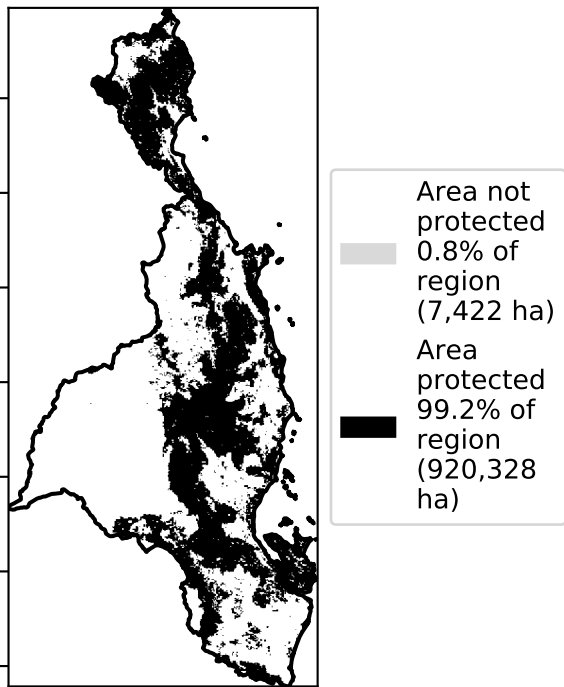 Area not
protected
0.8% of
region
(7,422 ha)
Area
protected
99.2% of
region
(920,328
ha)